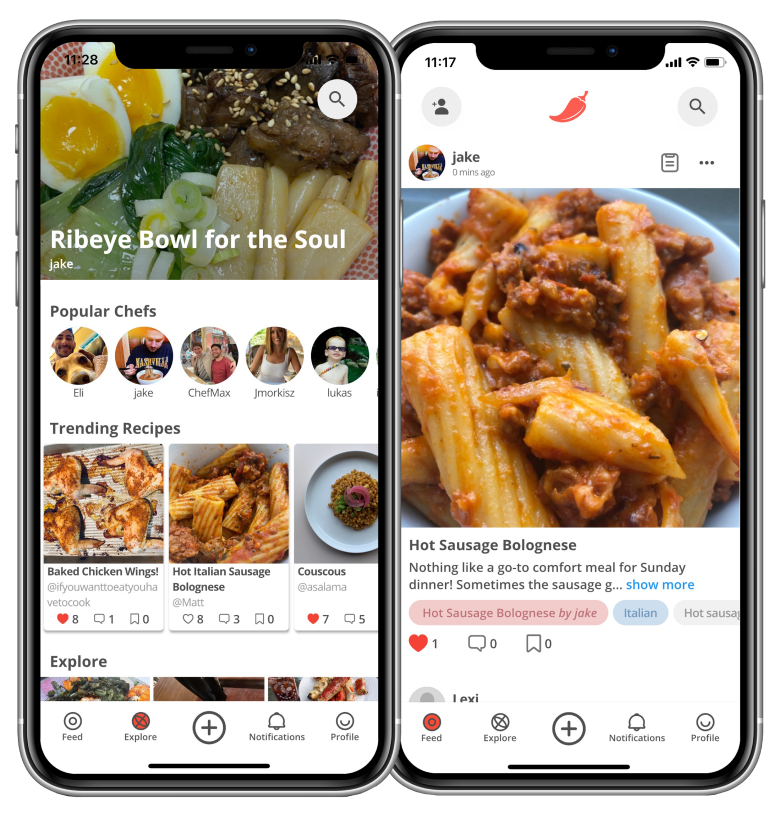 11:28
Ribeye Bowl for the Soul
jake
Popular Chefs
Eli
jake
ChefMax
Jmorkisz
lukas
Trending Recipes
Baked Chicken Wings!
@ifyouwanttoeatyouha
vetocook
8
1
0
Hot Italian Sausage
Bolognese
@Matt
8
3
0
Couscous
@asalama
7
5
Explore
Feed
Explore
Notifications
Profile
11:17
jake
0 mins ago
NASHVILLE
Hot Sausage Bolognese
Nothing like a go-to comfort meal for Sunday
dinner! Sometimes the sausage g... show more
Hot Sausage Bolognese by jake
Italian
Hot sausag
1
0
0
Lexi
Feed
Explore
Notifications
Profile